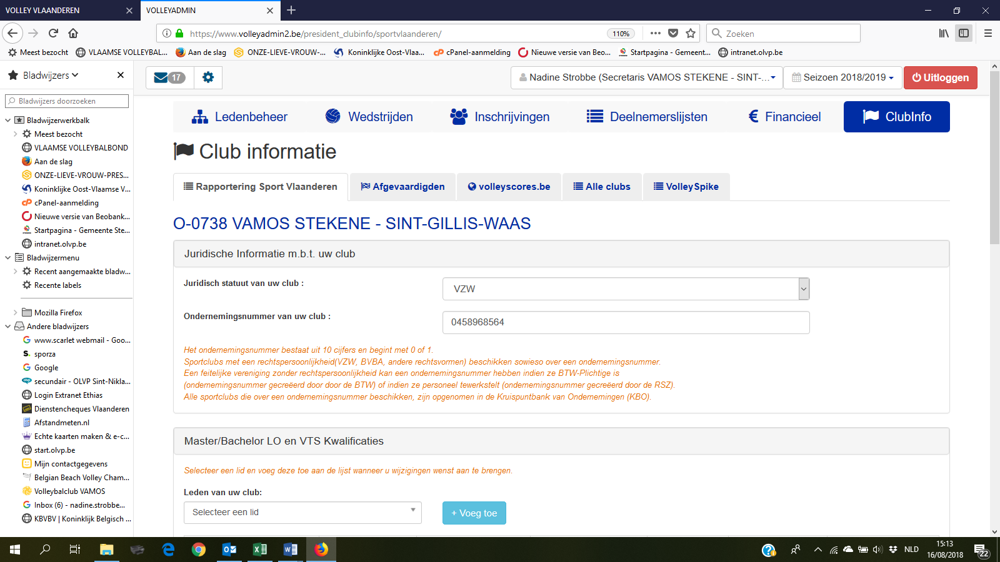 VOLLEY VLAANDEREN
VOLLEYADMIN
https://www.volleyadmin2.be/president_clubinfo/sportvlaanderen/
110%
Zoeken
Meest bezocht
VLAAMSE VOLLEYBAL...
Aan de slag
ONZE-LIEVE-VROUW-...
Koninklijke Oost-Vlaa...
cPanel-aanmelding
Nieuwe versie van Beo...
Startpagina - Gemeent...
intranet.olvp.be
Bladwijzers
17
Nadine Strobbe (Secretaris VAMOS STEKENE - SINT-...
Seizoen 2018/2019
Uitloggen
Bladwijzers doorzoeken
Bladwijzerwerkbalk
Meest bezocht
VLAAMSE VOLLEYBALBOND
Aan de slag
ONZE-LIEVE-VROUW-PRES...
Koninklijke Oost-Vlaamse V...
cPanel-aanmelding
Nieuwe versie van Beobank...
Startpagina - Gemeente Ste...
intranet.olvp.be
Bladwijzermenu
Recent aangemaakte bladw...
Recente labels
Mozilla Firefox
Andere bladwijzers
www.scarlet webmail - Goo...
sporza
Google
secundair - OLVP Sint-Nikla...
Login Extranet Ethias
Dienstencheques Vlaanderen
Afstandmeten.nl
Echte kaarten maken & e-c...
start.olvp.be
Mijn contactgegevens
Belgian Beach Volley Cham...
Volleybalclub VAMOS
Inbox (6) - nadine.strobbe...
KBVBV | Koninklijk Belgisch ...
Ledenbeheer
Wedstrijden
Inschrijvingen
Deelnemerslijsten
€ Financieel
ClubInfo
Club informatie
Rapportering Sport Vlaanderen
Afgevaardigden
volleyscores.be
Alle clubs
VolleySpike
O-0738 VAMOS STEKENE - SINT-GILLIS-WAAS
Juridische Informatie m.b.t. uw club
Juridisch statuut van uw club :
VZW
Ondernemingsnummer van uw club :
0458968564
Het ondernemingsnummer bestaat uit 10 cijfers en begint met 0 of 1.
Sportclubs met een rechtspersoonlijkheid(VZW, BVBA, andere rechtsvormen) beschikken sowieso over een ondernemingsnummer.
Een feitelijke vereniging zonder rechtspersoonlijkheid kan een ondernemingsnummer hebben indien ze BTW-Plichtige is
(ondernemingsnummer gecreëerd door door de BTW) of indien ze personeel tewerkstelt (ondernemingsnummer gecreëerd door de RSZ).
Alle sportclubs die over een ondernemingsnummer beschikken, zijn opgenomen in de Kruispuntbank van Ondernemingen (KBO).
Master/Bachelor LO en VTS Kwalificaties
Selecteer een lid en voeg deze toe aan de lijst wanneer u wijzigingen wenst aan te brengen.
Leden van uw club:
Selecteer een lid
+ Voeg toe
NLD
15:13
16/08/2018
22